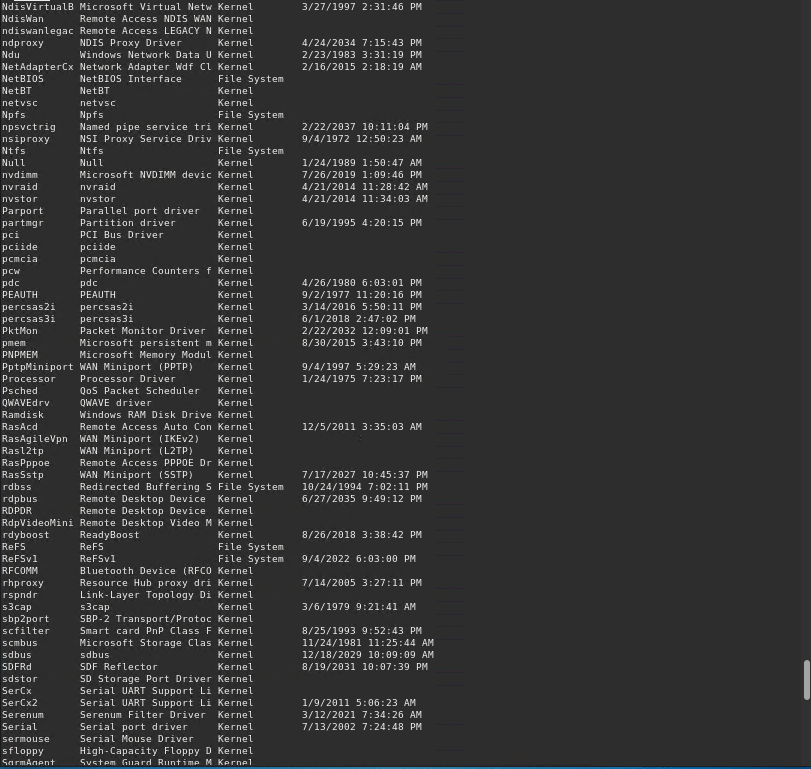 NdisVirtualB Microsoft Virtual Netw Kernel 3/27/1997 2:31:46 PM
NdisWan Remote Access NDIS WAN Kernel
ndiswanlegac Remote Access LEGACY N Kernel
ndproxy NDIS Proxy Driver Kernel 4/24/2034 7:15:43 PM
Ndu Windows Network Data U Kernel 2/23/1983 3:31:19 PM
NetAdapterCx Network Adapter Wdf Cl Kernel 2/16/2015 2:18:19 AM
NetBIOS NetBIOS Interface File System
NetBT NetBT Kernel
netvsc netvsc Kernel
Npfs Npfs File System
npsvctrig Named pipe service tri Kernel 2/22/2037 10:11:04 PM
nsiproxy NSI Proxy Service Driv Kernel 9/4/1972 12:50:23 AM
Ntfs Ntfs File System
Null Null Kernel 1/24/1989 1:50:47 AM
nvdimm Microsoft NVDIMM devic Kernel 7/26/2019 1:09:46 PM
nvraid nvraid Kernel 4/21/2014 11:28:42 AM
nvstor nvstor Kernel 4/21/2014 11:34:03 AM
Parport Parallel port driver Kernel
partmgr Partition driver Kernel 6/19/1995 4:20:15 PM
pci PCI Bus Driver Kernel
pciide pciide Kernel
pcmcia pcmcia Kernel
pcw Performance Counters f Kernel
pdc pdc Kernel 4/26/1980 6:03:01 PM
PEAUTH PEAUTH Kernel 9/2/1977 11:20:16 PM
percsas2i percsas2i Kernel 3/14/2016 5:50:11 PM
percsas3i percsas3i Kernel 6/1/2018 2:47:02 PM
PktMon Packet Monitor Driver Kernel 2/22/2032 12:09:01 PM
pmem Microsoft persistent m Kernel 8/30/2015 3:43:10 PM
PNPMEM Microsoft Memory Modul Kernel
PptpMiniport WAN Miniport (PPTP) Kernel 9/4/1997 5:29:23 AM
Processor Processor Driver Kernel 1/24/1975 7:23:17 PM
Psched QoS Packet Scheduler Kernel
QWAVEdrv QWAVE driver Kernel
Ramdisk Windows RAM Disk Drive Kernel
RasAcd Remote Access Auto Con Kernel 12/5/2011 3:35:03 AM
RasAgileVpn WAN Miniport (IKEv2) Kernel
Rasl2tp WAN Miniport (L2TP) Kernel
RasPppoe Remote Access PPPOE Dr Kernel
RasSstp WAN Miniport (SSTP) Kernel 7/17/2027 10:45:37 PM
rdbss Redirected Buffering S File System 10/24/1994 7:02:11 PM
rdpbus Remote Desktop Device Kernel 6/27/2035 9:49:12 PM
RDPDR Remote Desktop Device Kernel
RdpVideoMini Remote Desktop Video M Kernel
rdyboost ReadyBoost Kernel 8/26/2018 3:38:42 PM
ReFS ReFS File System
ReFSv1 ReFSv1 File System 9/4/2022 6:03:00 PM
RFCOMM Bluetooth Device (RFCO Kernel
rhproxy Resource Hub proxy dri Kernel 7/14/2005 3:27:11 PM
rspndr Link-Layer Topology Di Kernel
s3cap s3cap Kernel 3/6/1979 9:21:41 AM
sbp2port SBP-2 Transport/Protoc Kernel
scfilter Smart card PnP Class F Kernel 8/25/1993 9:52:43 PM
scmbus Microsoft Storage Clas Kernel 11/24/1981 11:25:44 AM
sdbus sdbus Kernel 12/18/2029 10:09:09 AM
SDFRd SDF Reflector Kernel 8/19/2031 10:07:39 PM
sdstor SD Storage Port Driver Kernel
SerCx Serial UART Support Li Kernel
SerCx2 Serial UART Support Li Kernel 1/9/2011 5:06:23 AM
Serenum Serenum Filter Driver Kernel 3/12/2021 7:34:26 AM
Serial Serial port driver Kernel 7/13/2002 7:24:48 PM
sermouse Serial Mouse Driver Kernel
sfloppy High-Capacity Floppy D Kernel
SgrmAgent System Guard Runtime M Kernel